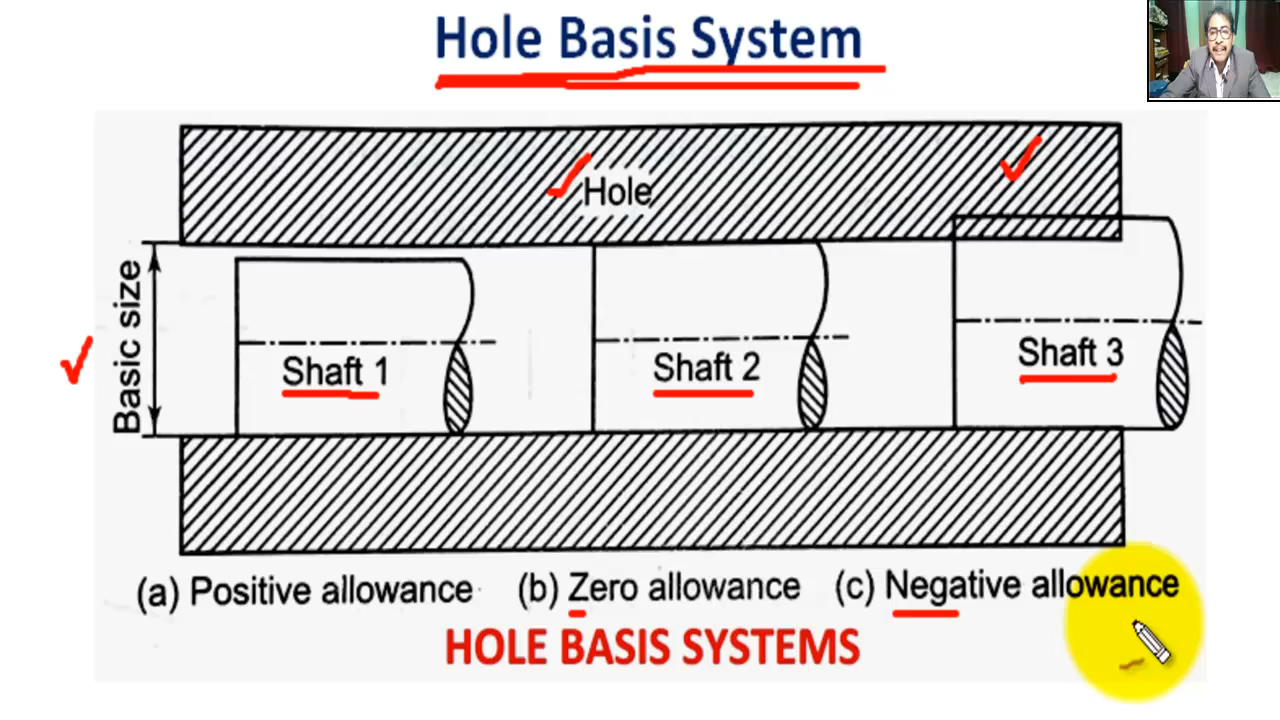 Hole Basis System
Hole
Basic size
Shaft 1
Shaft 2
Shaft 3
(a) Positive allowance
(b) Zero allowance
(c) Negative allowance
HOLE BASIS SYSTEMS